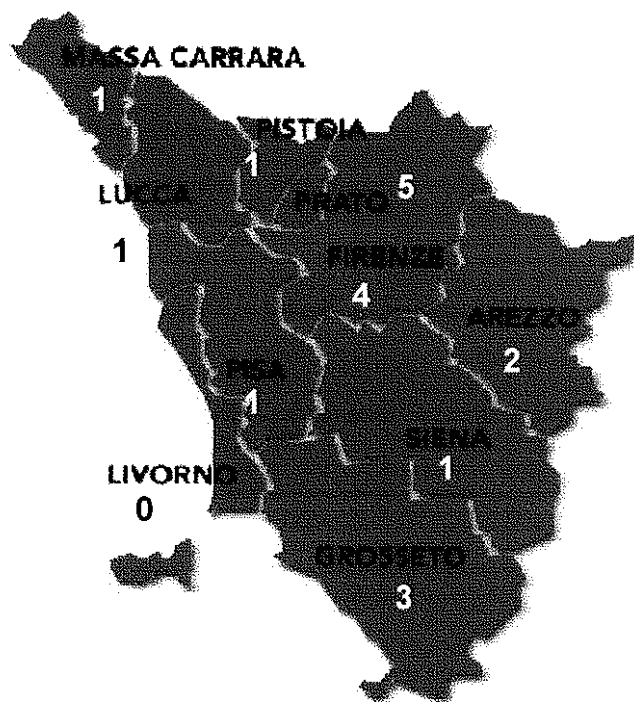 MASSA CARRARA
1
PISTOIA
1
5
LUCCA
PRATO
1
FIRENZE
4
AREZZO
2
PISA
1
SIENA
1
LIVORNO
0
GROSSETO
3